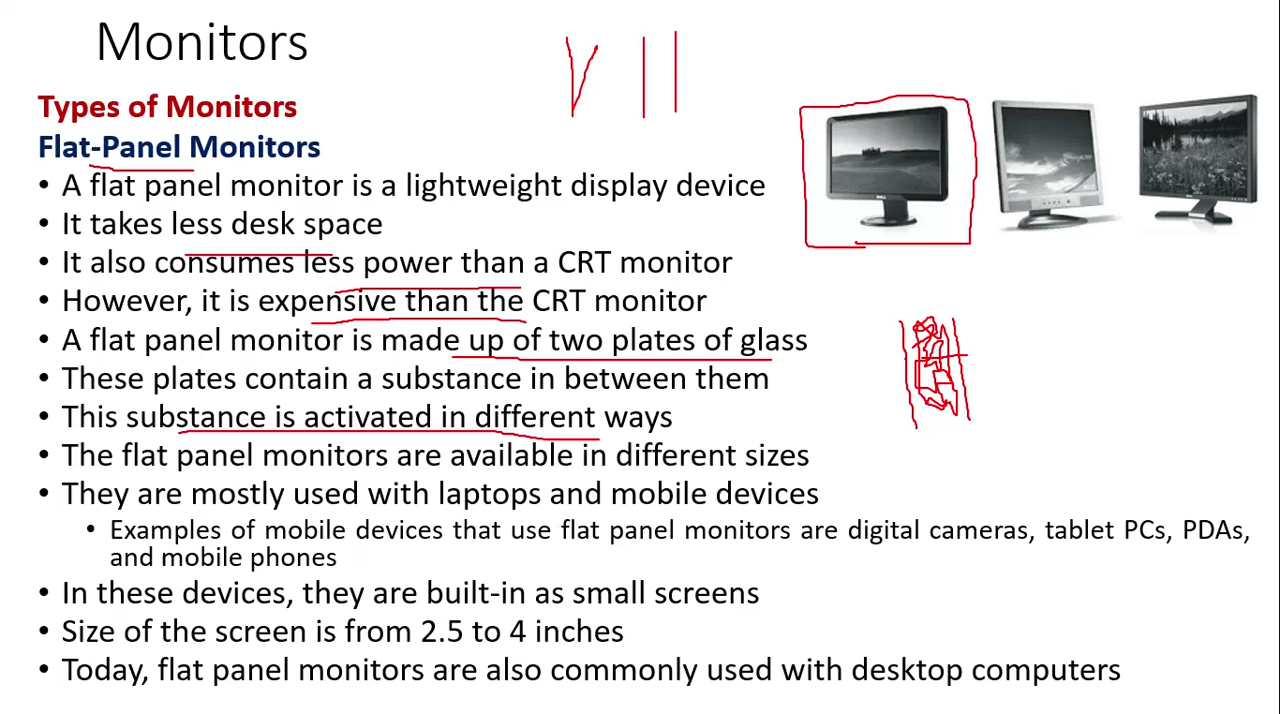 Monitors
Types of Monitors
Flat-Panel Monitors
• A flat panel monitor is a lightweight display device
• It takes less desk space
• It also consumes less power than a CRT monitor
• However, it is expensive than the CRT monitor
• A flat panel monitor is made up of two plates of glass
• These plates contain a substance in between them
• This substance is activated in different ways
• The flat panel monitors are available in different sizes
• They are mostly used with laptops and mobile devices
• Examples of mobile devices that use flat panel monitors are digital cameras, tablet PCs, PDAs,
and mobile phones
• In these devices, they are built-in as small screens
• Size of the screen is from 2.5 to 4 inches
• Today, flat panel monitors are also commonly used with desktop computers